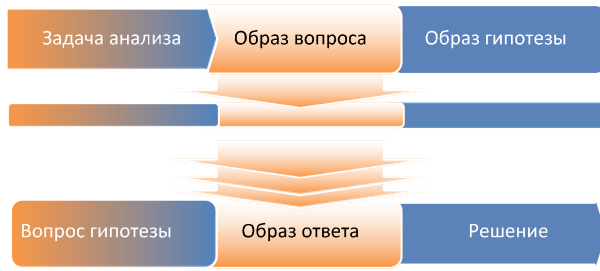 Задача анализа
Образ вопроса
Образ гипотезы
Вопрос гипотезы
Образ ответа
Решение